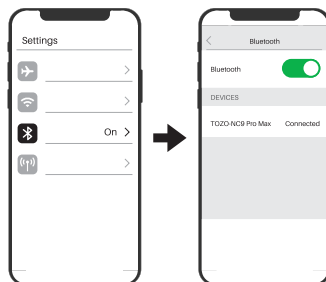 Settings
On
Bluetooth
Bluetooth
DEVICES
TOZO-NC9 Pro Max Connected